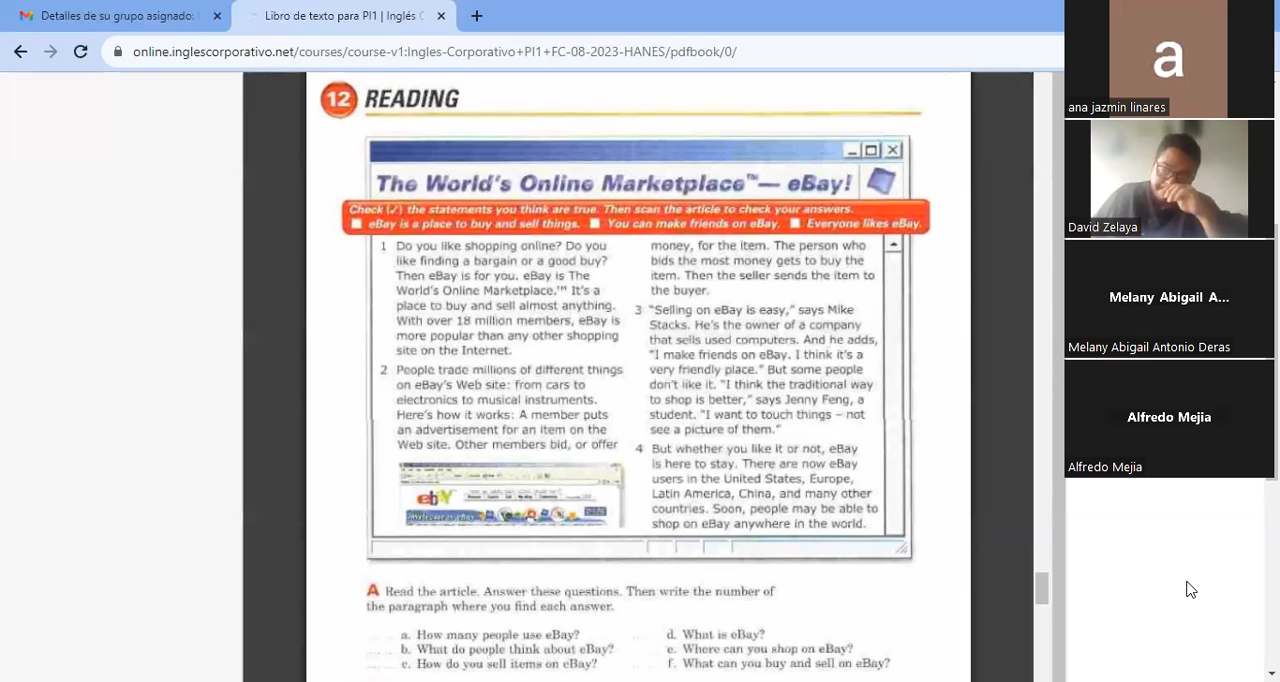 Detalles de su grupo asignado:
Libro de texto para PI1 | Inglés C
online.inglescorporativo.net/courses/course-v1:Ingles-Corporativo+PI1+FC-08-2023-HANES/pdfbook/0/
12 READING
The World's Online Marketplace™— eBay!
Check (✓) the statements you think are true. Then scan the article to check your answers.
eBay is a place to buy and sell things. You can make friends on eBay. Everyone likes eBay.
1 Do you like shopping online? Do you
like finding a bargain or a good buy?
Then eBay is for you. eBay is The
World's Online Marketplace.™ It's a
place to buy and sell almost anything.
With over 18 million members, eBay is
more popular than any other shopping
site on the Internet.
2 People trade millions of different things
on eBay's Web site: from cars to
electronics to musical instruments.
Here's how it works: A member puts
an advertisement for an item on the
Web site. Other members bid, or offer
ebY
money, for the item. The person who
bids the most money gets to buy the
item. Then the seller sends the item to
the buyer.
3 "Selling on eBay is easy," says Mike
Stacks. He's the owner of a company
that sells used computers. And he adds,
"I make friends on eBay. I think it's a
very friendly place." But some people
don't like it. "I think the traditional way
to shop is better," says Jenny Feng, a
student. "I want to touch things – not
see a picture of them."
4 But whether you like it or not, eBay
is here to stay. There are now eBay
users in the United States, Europe,
Latin America, China, and many other
countries. Soon, people may be able to
shop on eBay anywhere in the world.
A Read the article. Answer these questions. Then write the number of
the paragraph where you find each answer.
a. How many people use eBay?
b. What do people think about eBay?
c. How do you sell items on eBay?
d. What is eBay?
e. Where can you shop on eBay?
f. What can you buy and sell on eBay?
a
ana jazmin linares
David Zelaya
Melany Abigail A...
Melany Abigail Antonio Deras
Alfredo Mejia
Alfredo Mejia